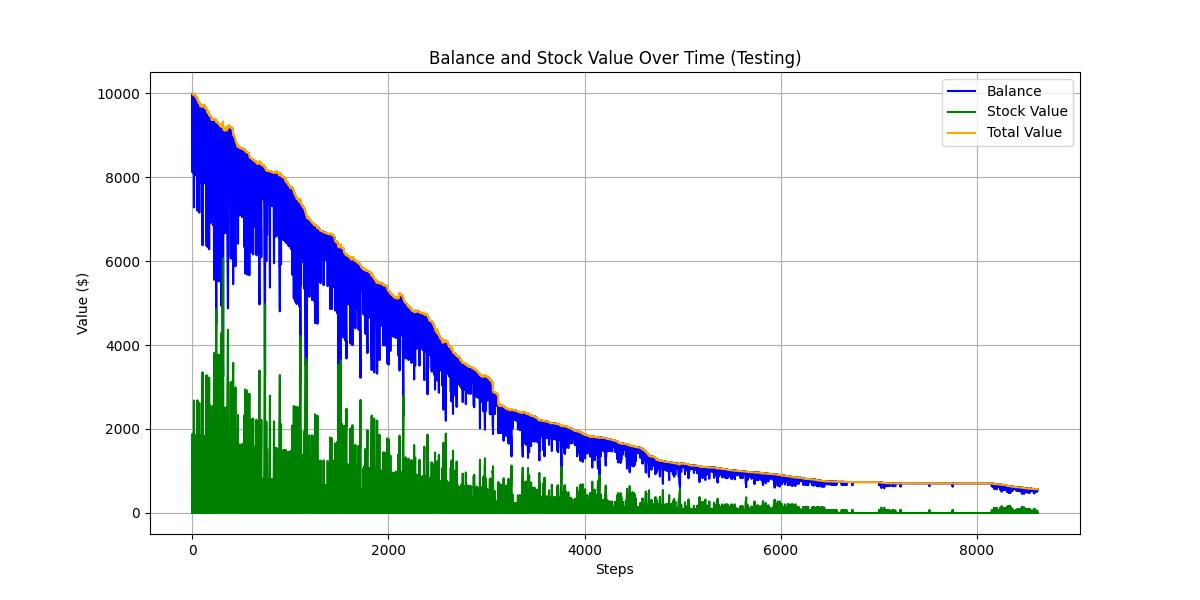 Balance and Stock Value Over Time (Testing)
Balance
Stock Value
Total Value
Value ($)
10000
8000
6000
4000
2000
0
0 2000 4000 6000 8000
Steps